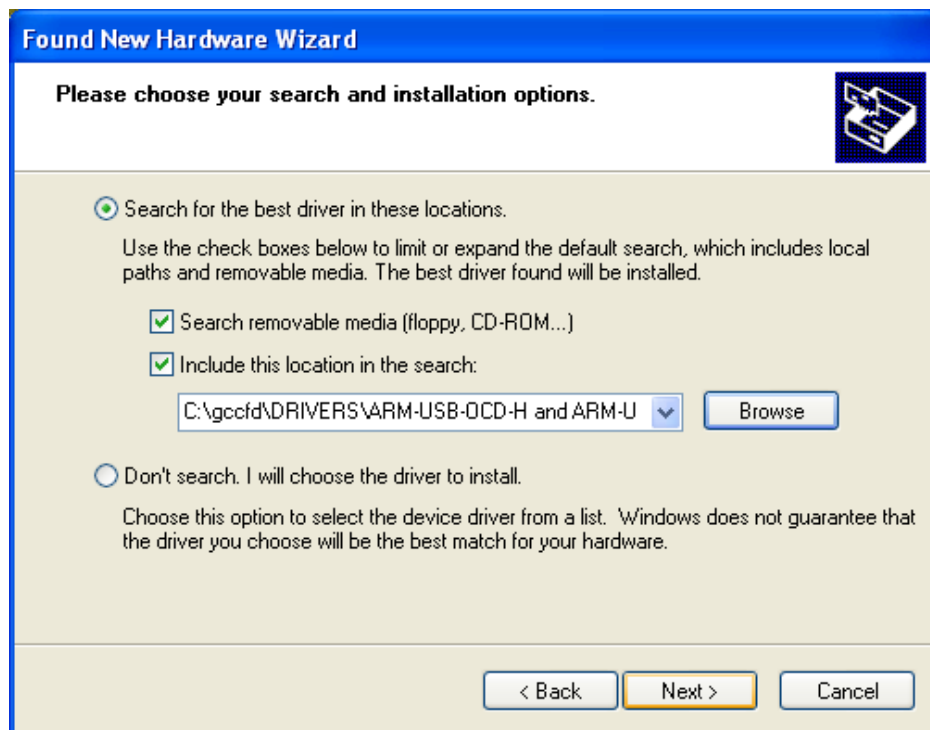 Found New Hardware Wizard
Please choose your search and installation options.
Search for the best driver in these locations.
Use the check boxes below to limit or expand the default search, which includes local
paths and removable media. The best driver found will be installed.
Search removable media (floppy, CD-ROM...)
Include this location in the search:
C:\gccfd\DRIVERS\ARM-USB-OCD-H and ARM-U
Browse
Don't search. I will choose the driver to install.
Choose this option to select the device driver from a list. Windows does not guarantee that
the driver you choose will be the best match for your hardware.
< Back Next > Cancel